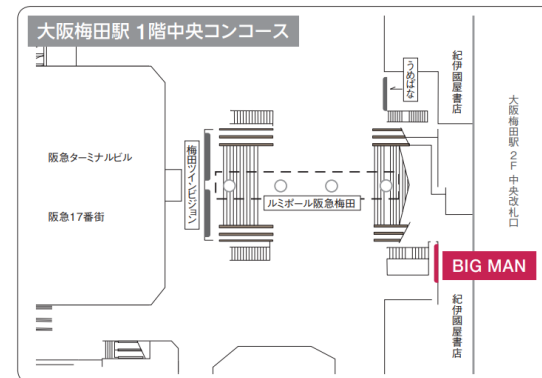 大阪梅田駅 1階中央コンコース
うめぱな
紀伊國屋書店
大阪梅田駅 2F 中央改札口
阪急ターミナルビル
梅田ツインビジョン
ルミポール阪急梅田
阪急17番街
BIG MAN
紀伊國屋書店